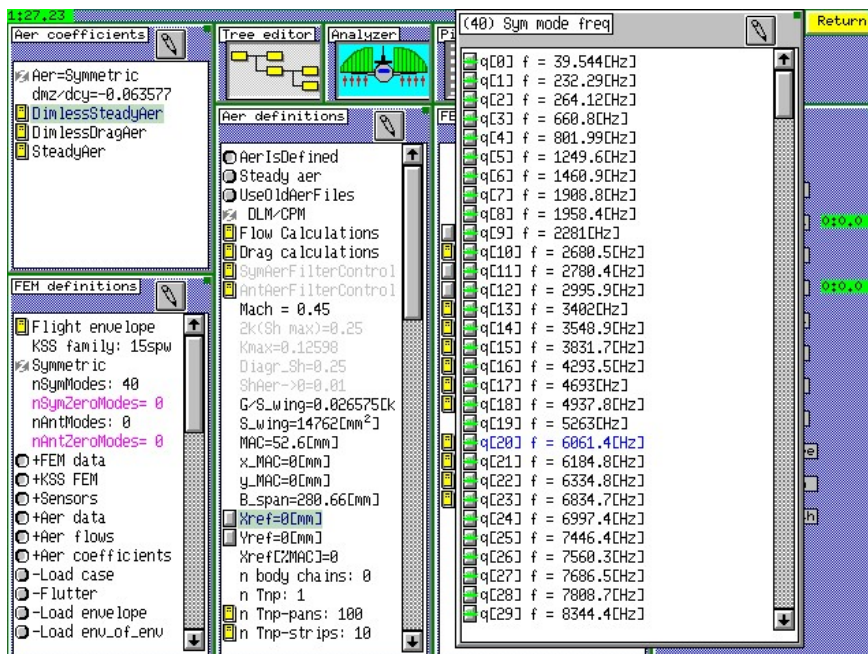 1:27.23
Aer coefficients
Aer=Symmetric
dmz/dcy=-0.063577
DimlessSteadyAer
DimlessDragAer
SteadyAer
Tree editor
Analyzer
Return
FEM definitions
Flight envelope
KSS family: 15spw
Symmetric
nSymModes: 40
nSymZeroModes= 0
nAntModes: 0
nAntZeroModes= 0
+FEM data
+KSS FEM
+Sensors
+Aer data
+Aer flows
+Aer coefficients
-Load case
-Flutter
-Load envelope
-Load env_of_env
Aer definitions
AerIsDefined
Steady aer
UseOldAerFiles
DLM/CPM
Flow Calculations
Drag calculations
SymAerFilterControl
AntAerFilterControl
Mach = 0.45
2k(Sh max)=0.25
Kmax=0.12598
Diagr_Sh=0.25
ShAer->0=0.01
G/S_wing=0.026575[k
S_wing=14762[mm²]
MAC=52.6[mm]
x_MAC=0[mm]
y_MAC=0[mm]
B_span=280.66[mm]
Xref=0[mm]
Yref=0[mm]
Xref[%MAC]=0
n body chains: 0
n Tnp: 1
n Tnp-pans: 100
n Tnp-strips: 10
(40) Sym mode freq
q[0] f = 39.544[Hz]
q[1] f = 232.29[Hz]
q[2] f = 264.12[Hz]
q[3] f = 660.8[Hz]
q[4] f = 801.99[Hz]
q[5] f = 1249.6[Hz]
q[6] f = 1460.9[Hz]
q[7] f = 1908.8[Hz]
q[8] f = 1958.4[Hz]
q[9] f = 2281[Hz]
q[10] f = 2680.5[Hz]
q[11] f = 2780.4[Hz]
q[12] f = 2995.9[Hz]
q[13] f = 3402[Hz]
q[14] f = 3548.9[Hz]
q[15] f = 3831.7[Hz]
q[16] f = 4293.5[Hz]
q[17] f = 4693[Hz]
q[18] f = 4937.8[Hz]
q[19] f = 5263[Hz]
q[20] f = 6061.4[Hz]
q[21] f = 6184.8[Hz]
q[22] f = 6334.8[Hz]
q[23] f = 6834.7[Hz]
q[24] f = 6997.4[Hz]
q[25] f = 7446.4[Hz]
q[26] f = 7560.3[Hz]
q[27] f = 7686.5[Hz]
q[28] f = 7808.7[Hz]
q[29] f = 8344.4[Hz]
0:0.0
0:0.0